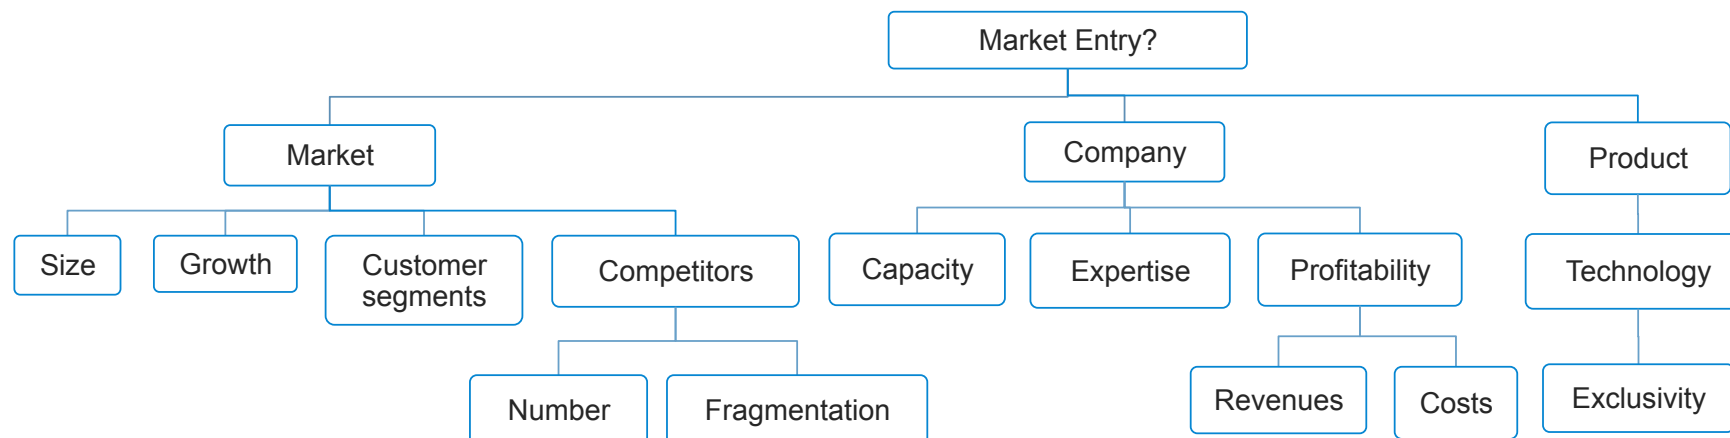 Market Entry?
Market
Company
Product
Size
Growth
Customer
segments
Competitors
Capacity
Expertise
Profitability
Technology
Number
Fragmentation
Revenues
Costs
Exclusivity